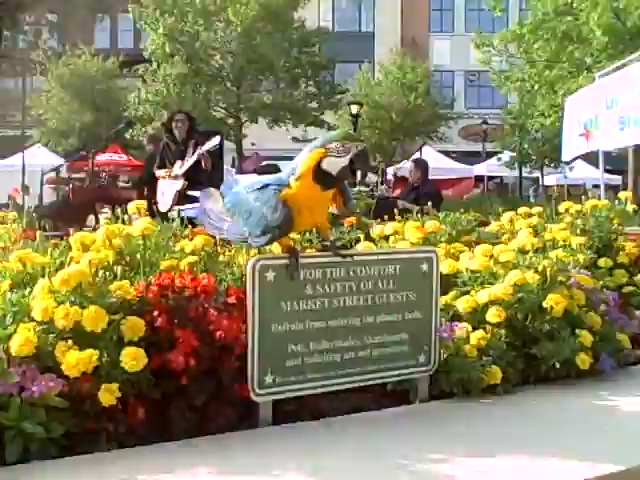 FOR THE COMFORT
& SAFETY OF ALL
MARKET STREET GUESTS:
Refrain from entering the planter beds.
Pets, Rollerblades, Skateboards
and Soliciting are not permitted.